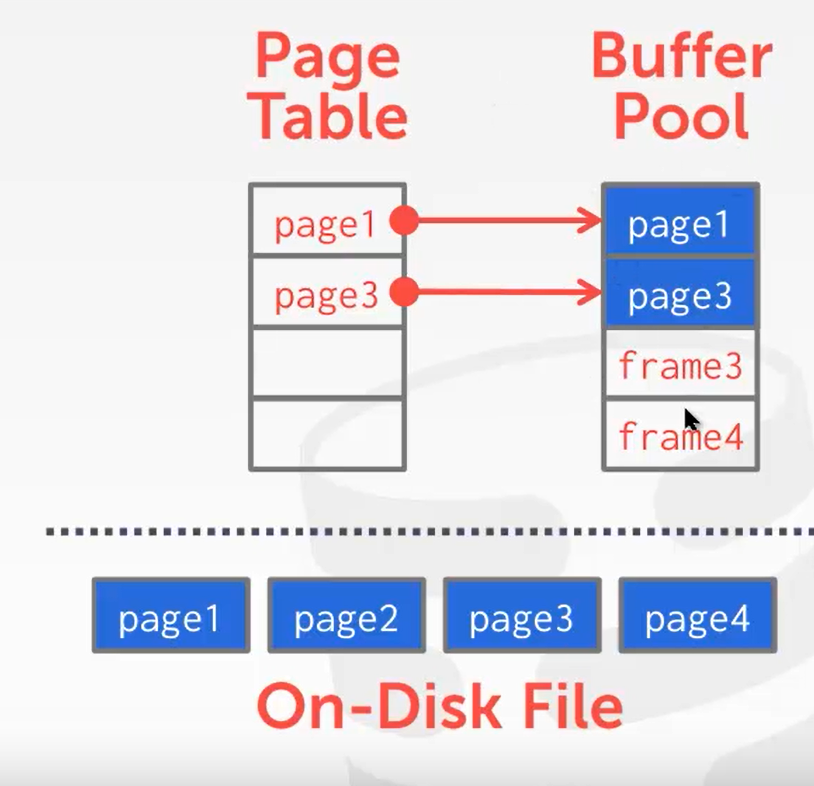 Page
Table
Buffer
Pool
page1
page3
page1
page3
frame3
frame4
page1 page2 page3 page4
On-Disk File